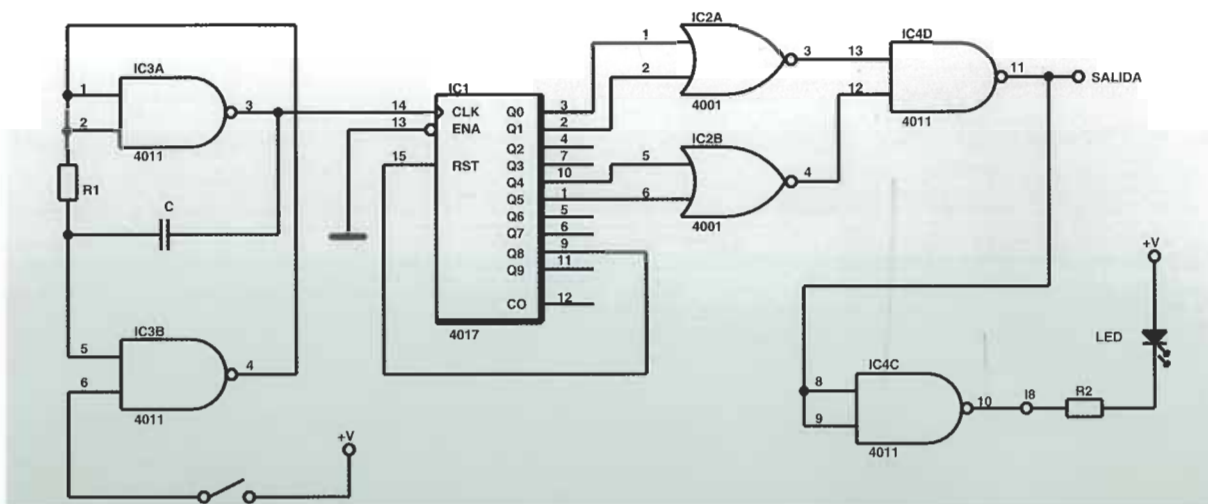 IC3A
1
2
3
4011
R1
C
IC3B
5
6
4
4011
+V
IC1
14 CLK
13 ENA
15 RST
Q0 3
Q1 2
Q2 4
Q3 7
Q4 10
Q5 1
Q6 5
Q7 6
Q8 9
Q9 11
CO 12
4017
IC2A
1
2
3
4001
IC2B
5
6
4
4001
IC4D
13
12
11
4011
SALIDA
IC4C
8
9
10
4011
I8
R2
LED
+V